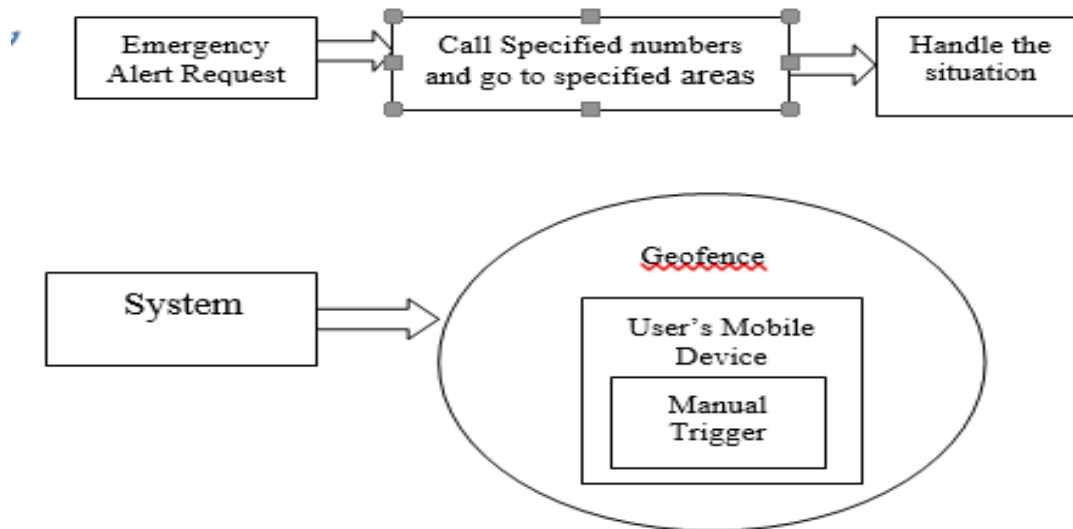 Emergency
Alert Request
Call Specified numbers
and go to specified areas
Handle the
situation
System
Geofence
User's Mobile
Device
Manual
Trigger